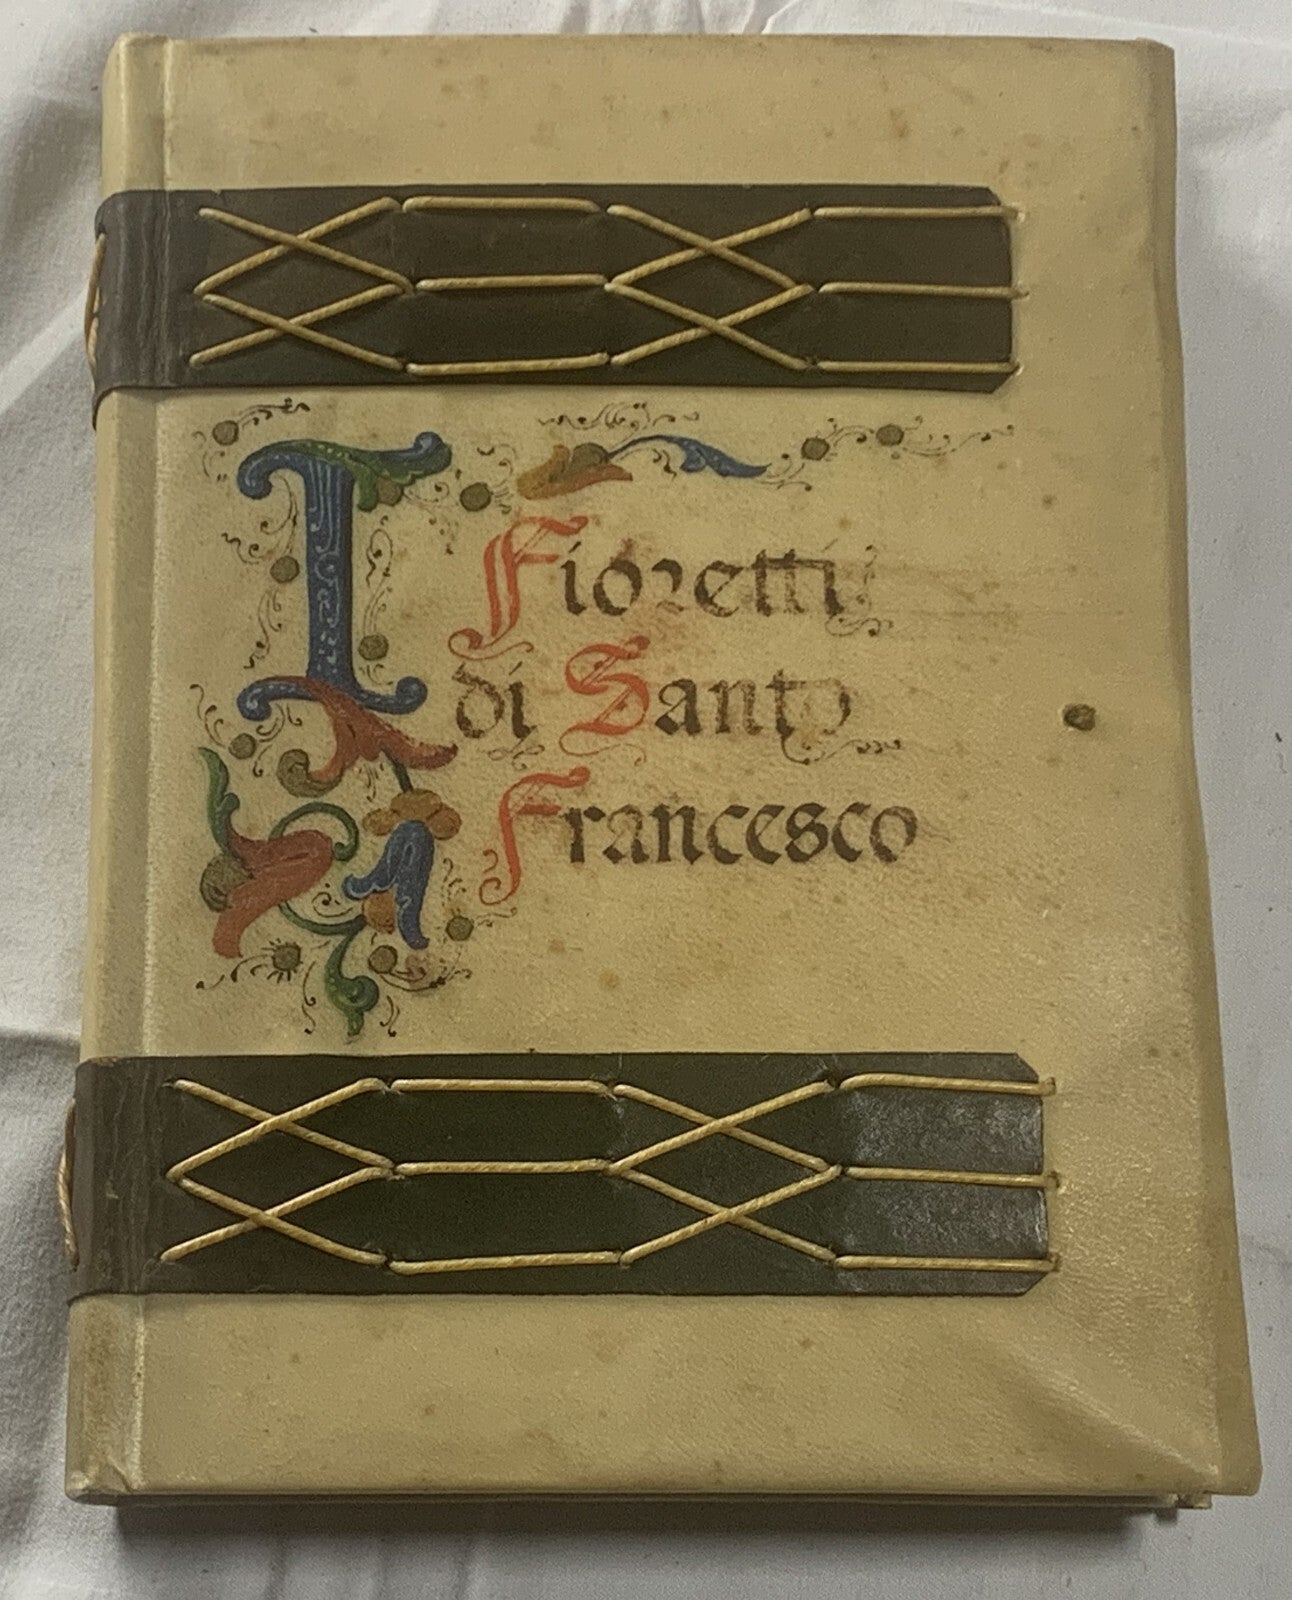 I Fioretti
di Santo
Francesco